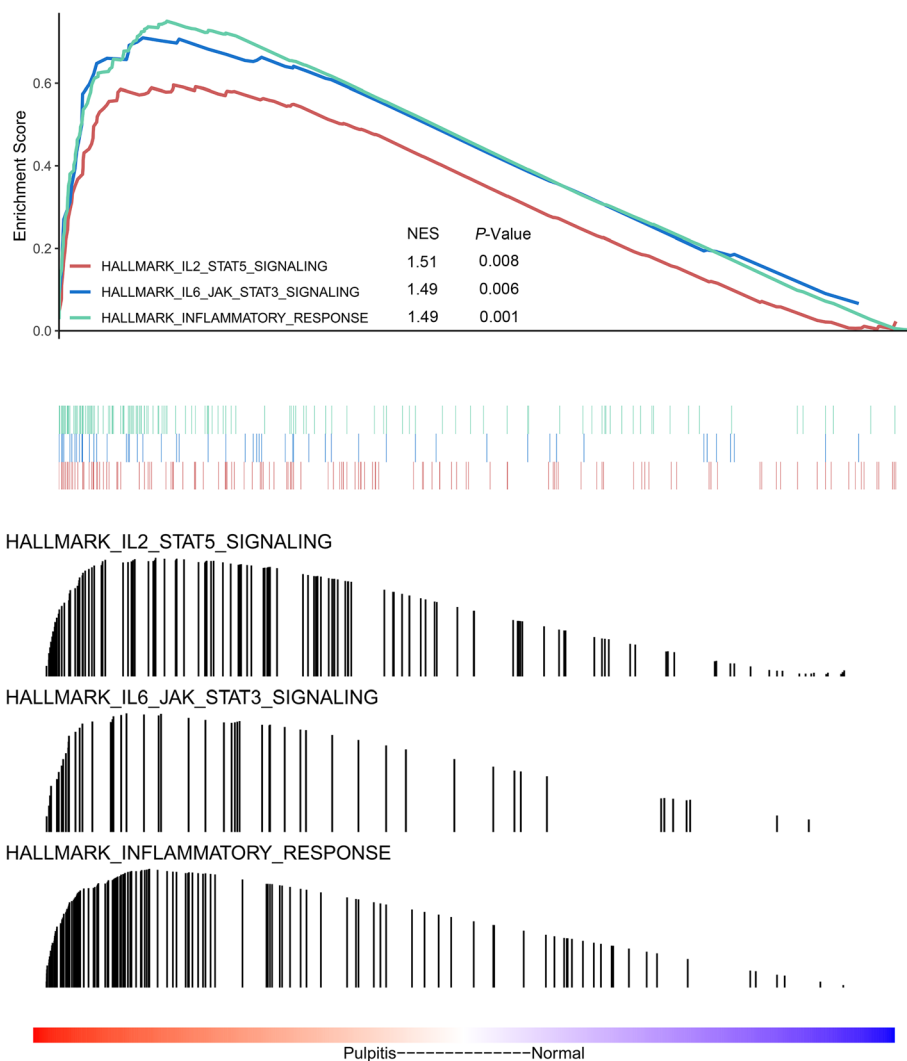 Enrichment Score
0.6
0.4
0.2
0.0
NES P-Value
HALLMARK_IL2_STAT5_SIGNALING 1.51 0.008
HALLMARK_IL6_JAK_STAT3_SIGNALING 1.49 0.006
HALLMARK_INFLAMMATORY_RESPONSE 1.49 0.001
HALLMARK_IL2_STAT5_SIGNALING
HALLMARK_IL6_JAK_STAT3_SIGNALING
HALLMARK_INFLAMMATORY_RESPONSE
Pulpitis-------------Normal